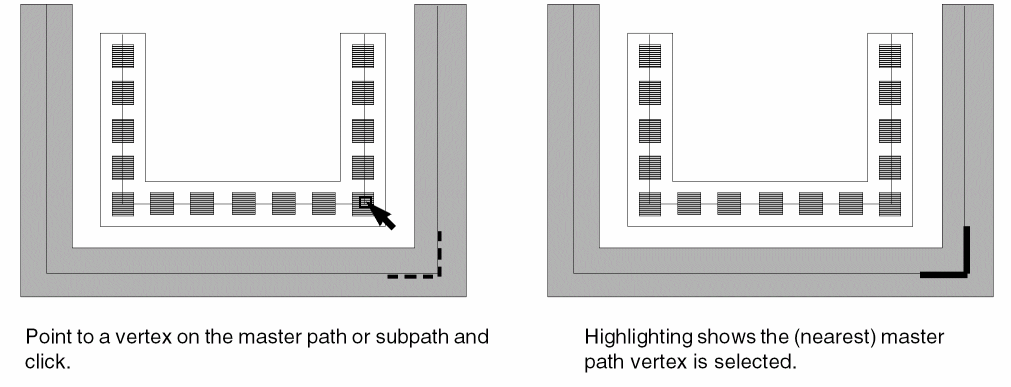 Point to a vertex on the master path or subpath and
click.
Highlighting shows the (nearest) master
path vertex is selected.